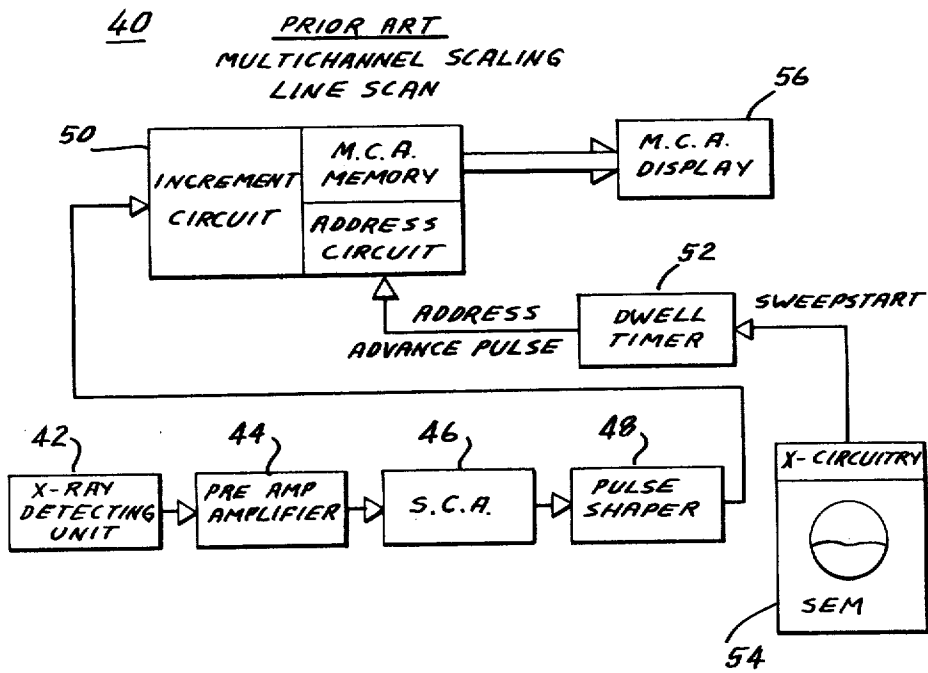 40
PRIOR ART
MULTICHANNEL SCALING
LINE SCAN
50
INCREMENT
CIRCUIT
M.C.A.
MEMORY
ADDRESS
CIRCUIT
56
M.C.A.
DISPLAY
52
DWELL
TIMER
SWEEPSTART
ADDRESS
ADVANCE PULSE
42
X-RAY
DETECTING
UNIT
44
PRE AMP
AMPLIFIER
46
S.C.A.
48
PULSE
SHAPER
X-CIRCUITRY
SEM
54